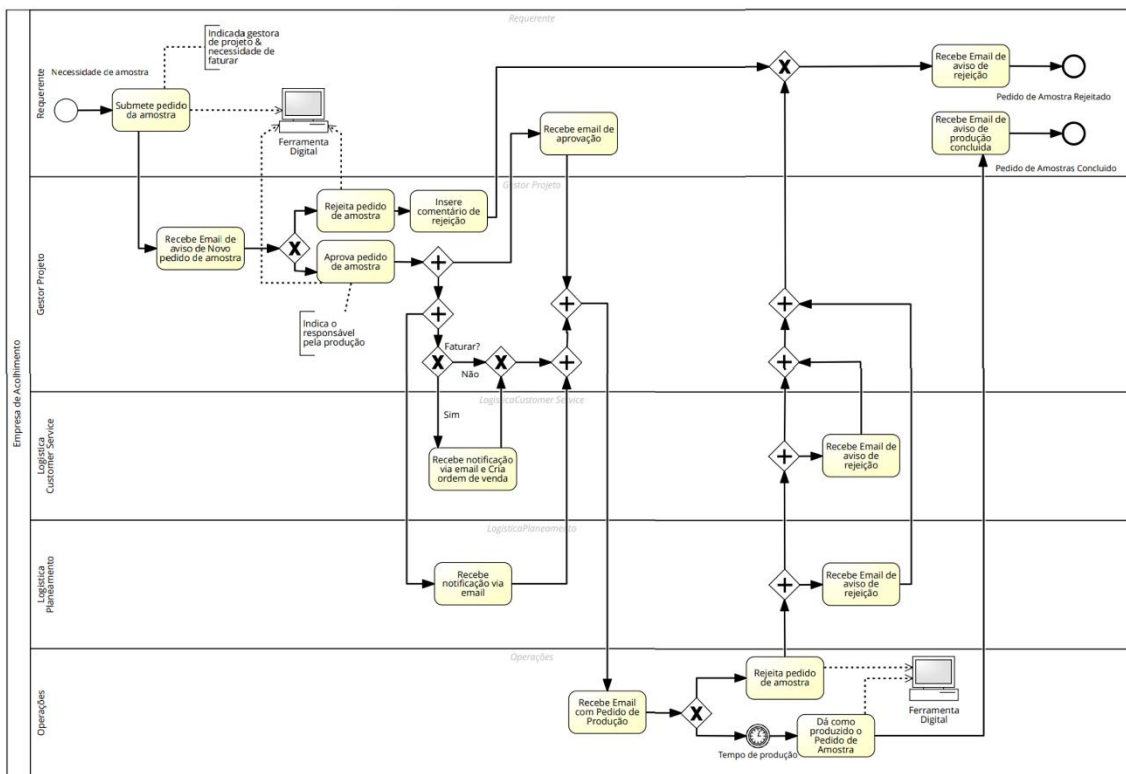 Empresa de Acolhimento
Requerente
Requerente
Necessidade de amostra
Submete pedido
da amostra
Indicada gestora
de projeto &
necessidade de
faturar
Ferramenta
Digital
Recebe email de
aprovação
Recebe Email de
aviso de
rejeição
Pedido de Amostra Rejeitado
Recebe Email de
aviso de
produção
concluida
Pedido de Amostras Concluido
Gestor Projeto
Gestor Projeto
Recebe Email de
aviso de Novo
pedido de amostra
Rejeita pedido
de amostra
Insere
comentário de
rejeição
Aprova pedido
de amostra
Indica o
responsável
pela produção
Faturar?
Não
Sim
Logística
Customer Service
LogísticaCustomer Service
Recebe notificação
via email e Cria
ordem de venda
Recebe Email de
aviso de
rejeição
Logística
Planeamento
LogísticaPlaneamento
Recebe
notificação via
email
Recebe Email de
aviso de
rejeição
Operações
Operações
Recebe Email
com Pedido de
Produção
Rejeita pedido
de amostra
Tempo de produção
Dá como
produzido o
Pedido de
Amostra
Ferramenta
Digital